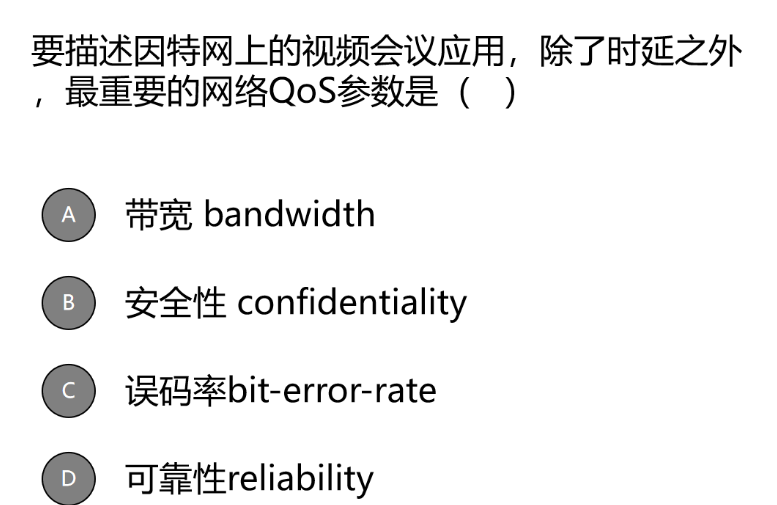 要描述因特网上的视频会议应用，除了时延之外
，最重要的网络QoS参数是（ ）
A 带宽 bandwidth
B 安全性 confidentiality
C 误码率bit-error-rate
D 可靠性reliability